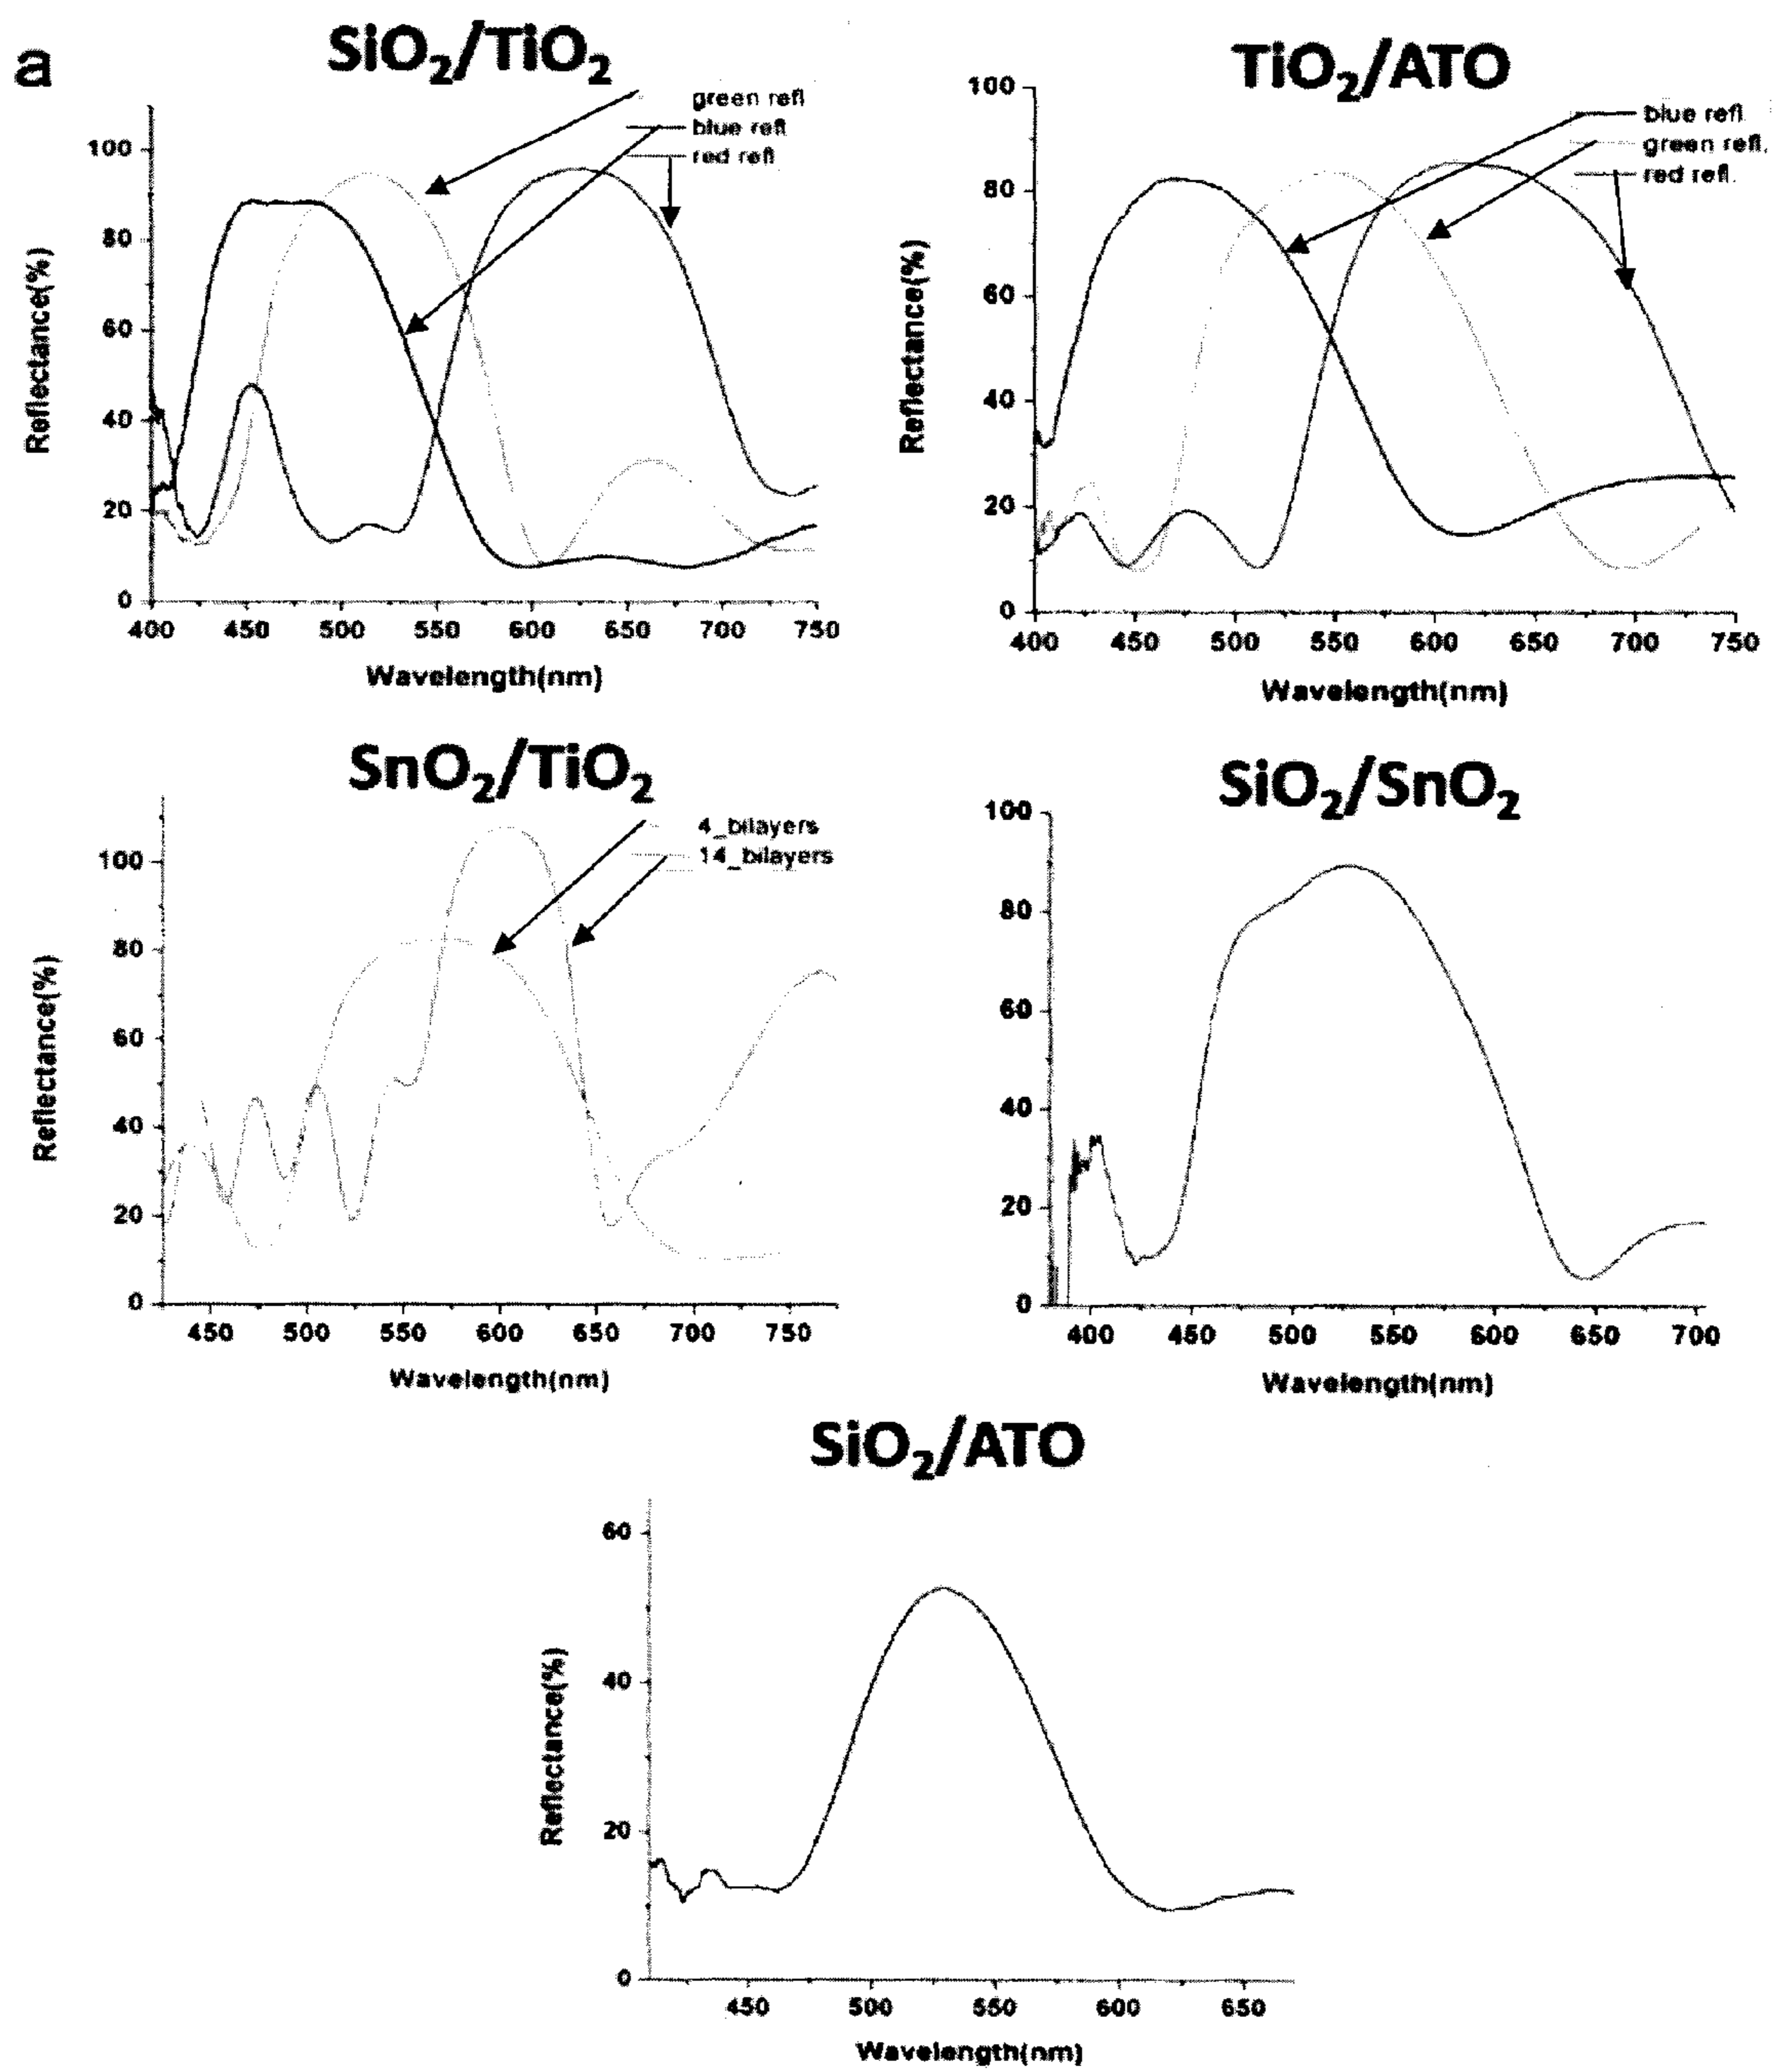 a
SiO₂/TiO₂
green refl
blue refl
red refl
100
80
60
40
20
0
Reflectance(%)
400 450 500 550 600 650 700 750
Wavelength(nm)
TiO₂/ATO
blue refl.
green refl.
red refl.
100
80
60
40
20
0
Reflectance(%)
400 450 500 550 600 650 700 750
Wavelength(nm)
SnO₂/TiO₂
4_bilayers
14_bilayers
100
80
60
40
20
0
Reflectance(%)
450 500 550 600 650 700 750
Wavelength(nm)
SiO₂/SnO₂
100
80
60
40
20
0
Reflectance(%)
400 450 500 550 600 650 700
Wavelength(nm)
SiO₂/ATO
60
40
20
0
Reflectance(%)
450 500 550 600 650
Wavelength(nm)